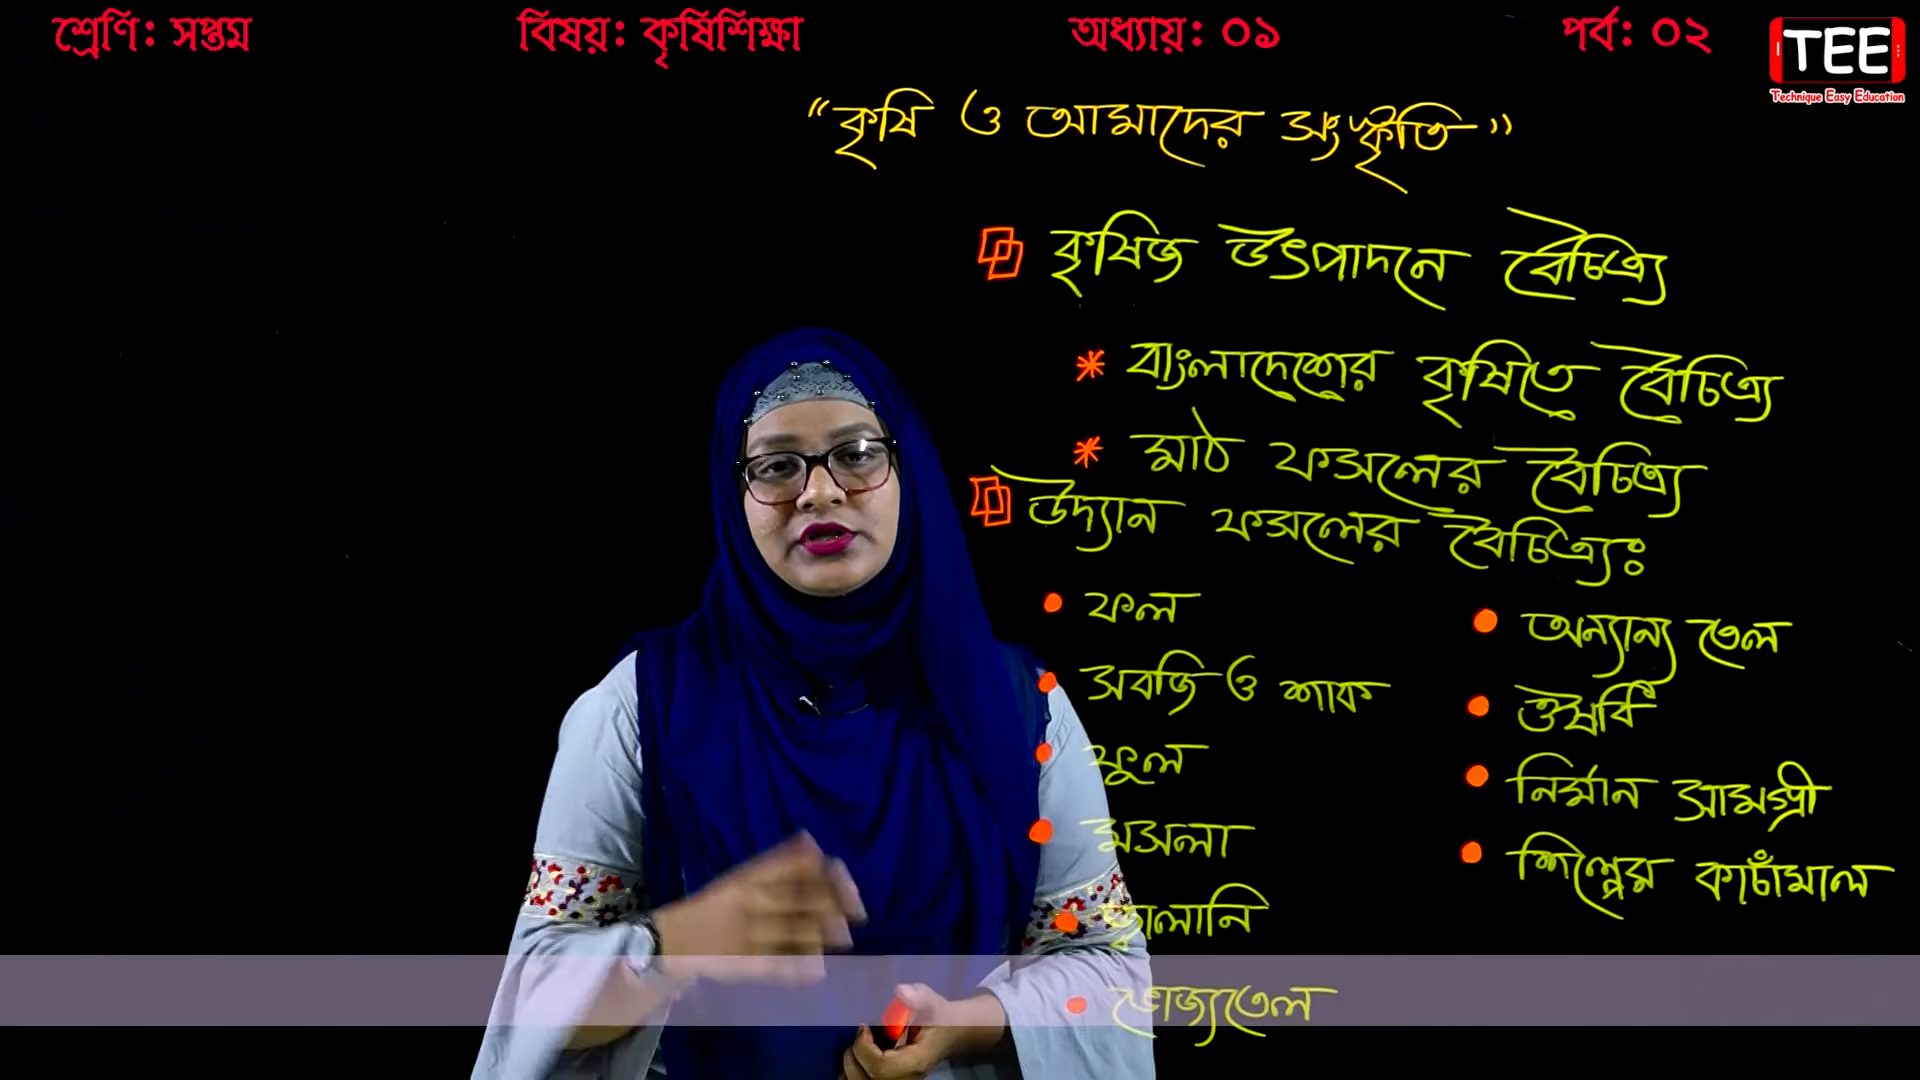 শ্রেণি: সপ্তম
বিষয়: কৃষিশিক্ষা
অধ্যায়: ০১
পর্ব: ০২
TEE
Technique Easy Education
“কৃষি ও আমাদের সংস্কৃতি”
কৃষিজ উৎপাদনে বৈচিত্র্য
* বাংলাদেশের কৃষিতে বৈচিত্র্য
* মাঠ ফসলের বৈচিত্র্য
উদ্যান ফসলের বৈচিত্র্যঃ
• ফল
• সবজি ও শাক
• ফুল
• মসলা
• জ্বালানি
• ভোজ্যতেল
• অন্যান্য তেল
• ঔষধি
• নির্মান সামগ্রী
• শিল্পের কাচাঁমাল